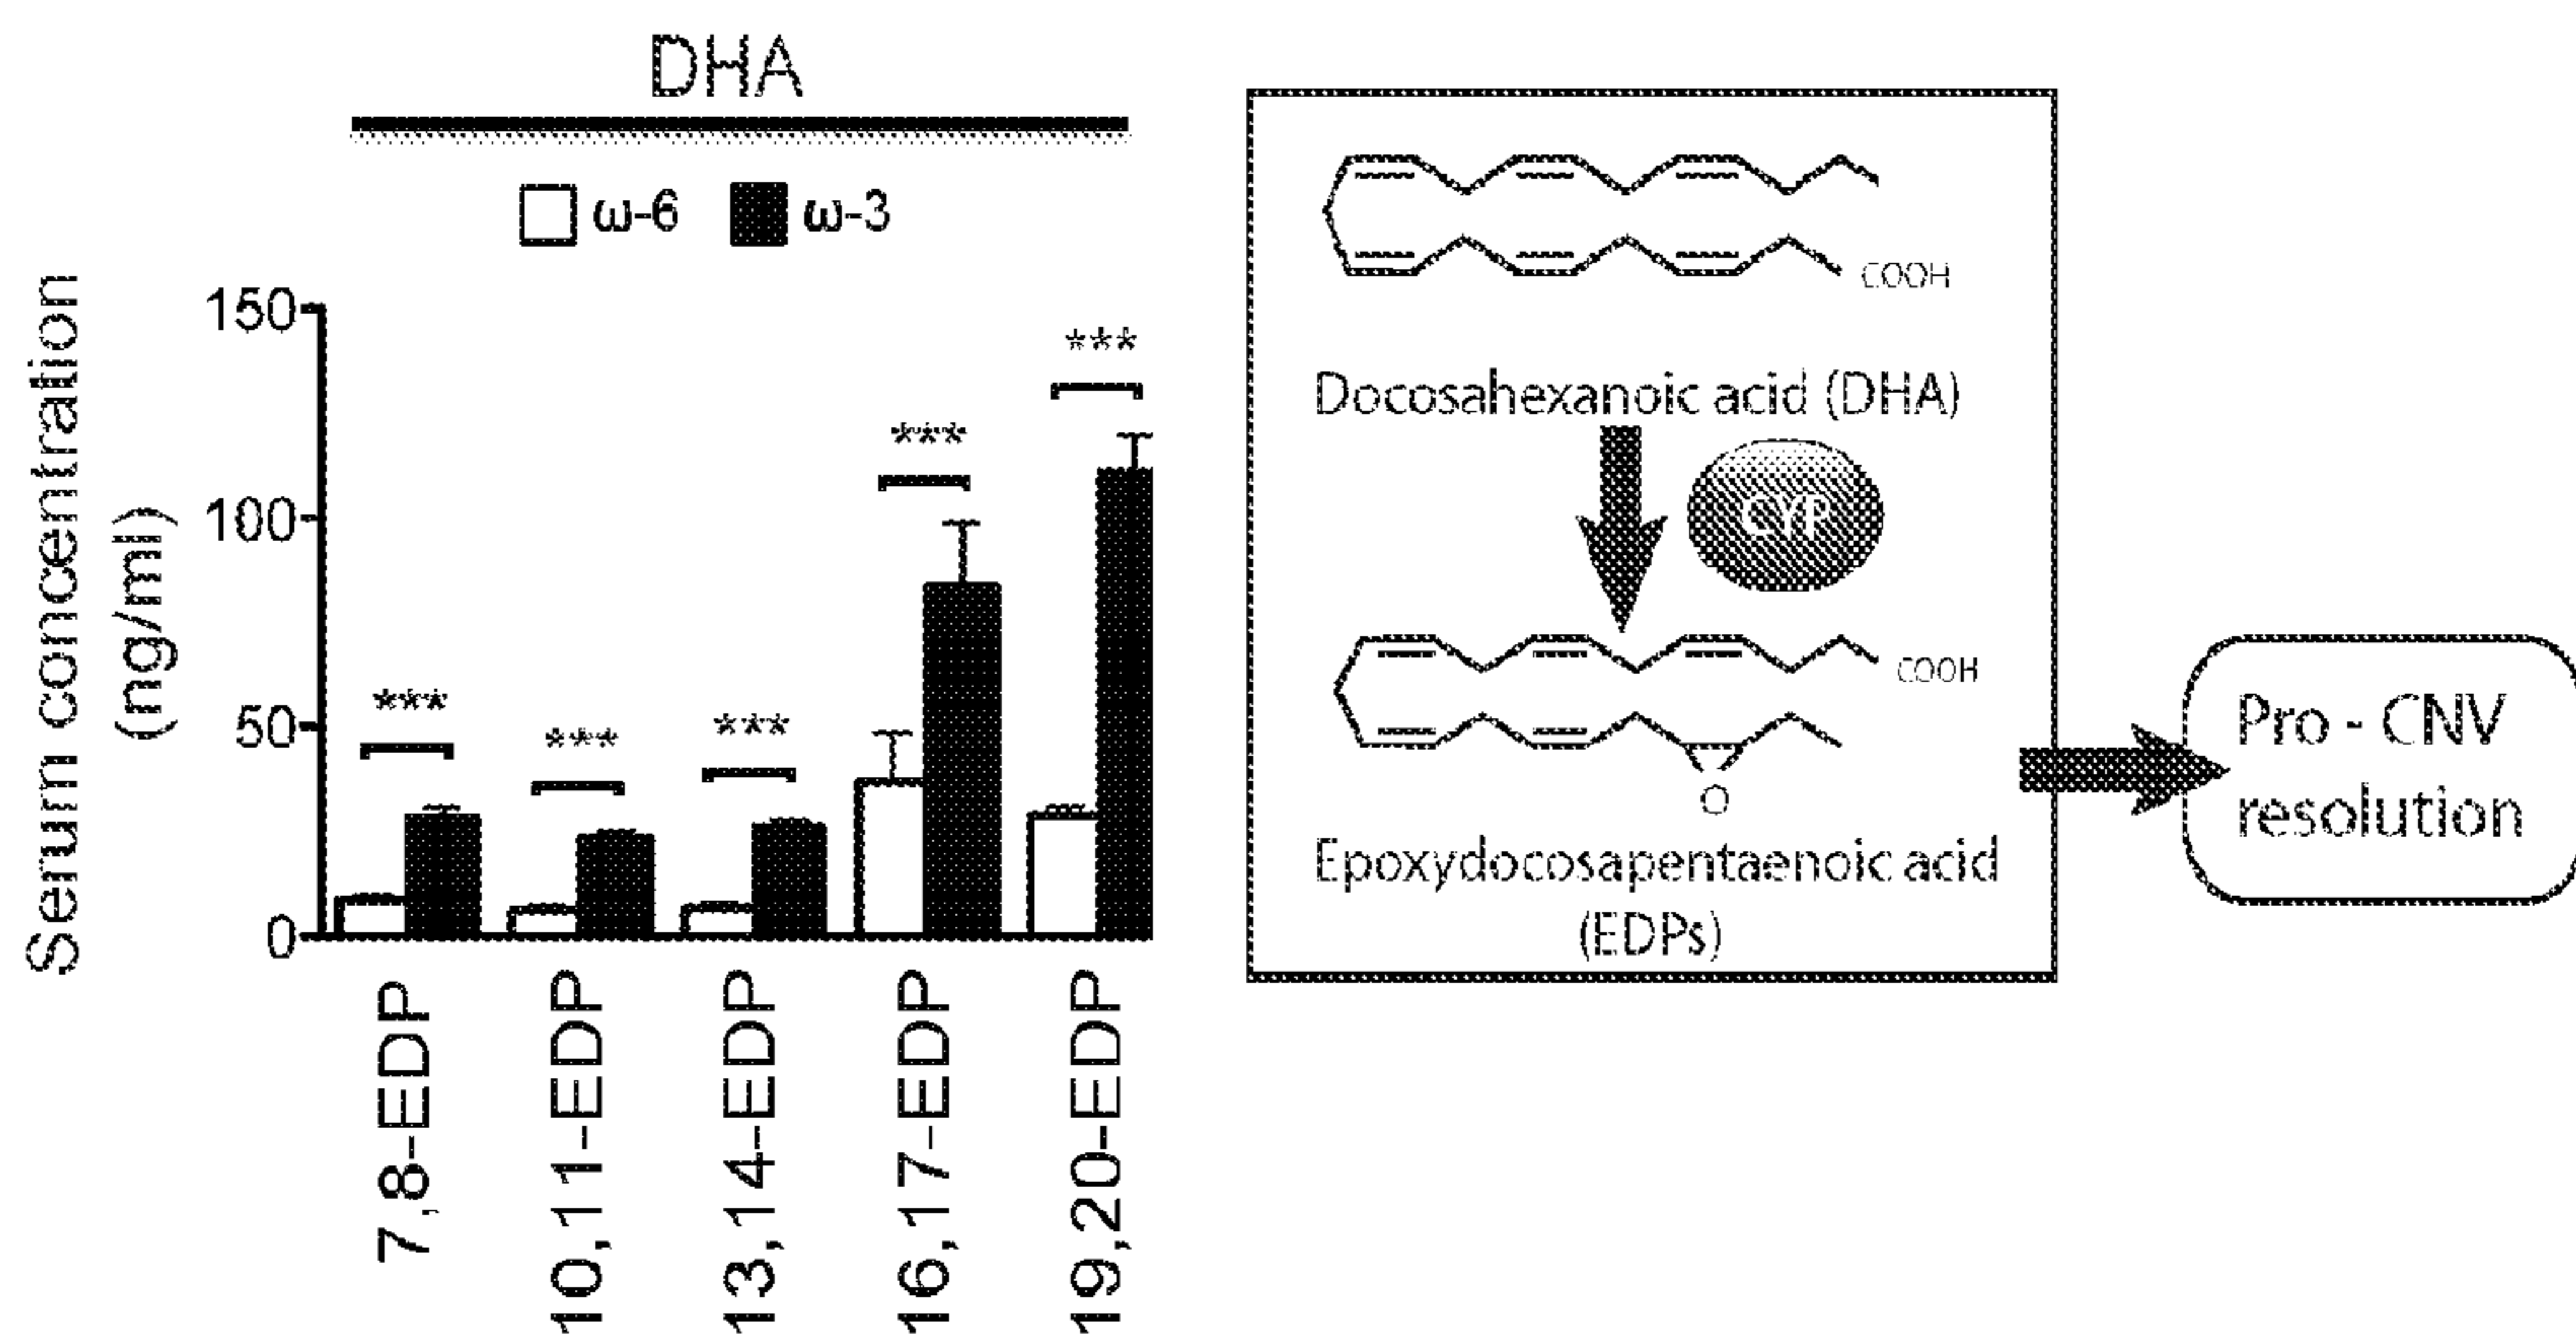 DHA
ω-6 ω-3
Serum concentration
(ng/ml)
150
100
50
0
***
***
***
***
***
7,8-EDP
10,11-EDP
13,14-EDP
16,17-EDP
19,20-EDP
COOH
Docosahexanoic acid (DHA)
CYP
COOH
O
Epoxydocosapentaenoic acid
(EDPs)
Pro - CNV
resolution